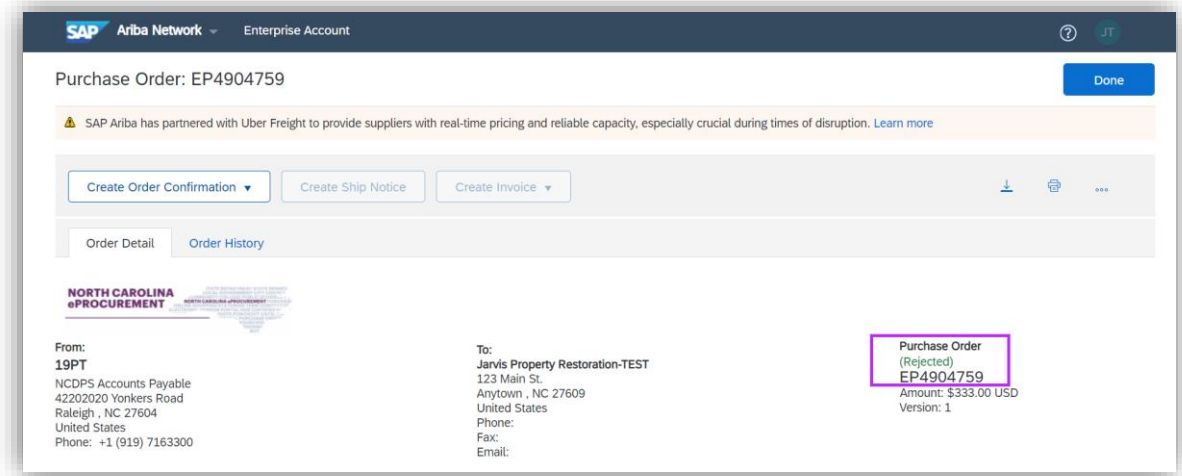 SAP Ariba Network Enterprise Account
JT
Purchase Order: EP4904759
Done
SAP Ariba has partnered with Uber Freight to provide suppliers with real-time pricing and reliable capacity, especially crucial during times of disruption. Learn more
Create Order Confirmation
Create Ship Notice
Create Invoice
Order Detail
Order History
NORTH CAROLINA
ePROCUREMENT
NORTH CAROLINA ePROCUREMENT
From:
19PT
NCDPS Accounts Payable
42202020 Yonkers Road
Raleigh , NC 27604
United States
Phone: +1 (919) 7163300
To:
Jarvis Property Restoration-TEST
123 Main St.
Anytown , NC 27609
United States
Phone:
Fax:
Email:
Purchase Order
(Rejected)
EP4904759
Amount: $333.00 USD
Version: 1